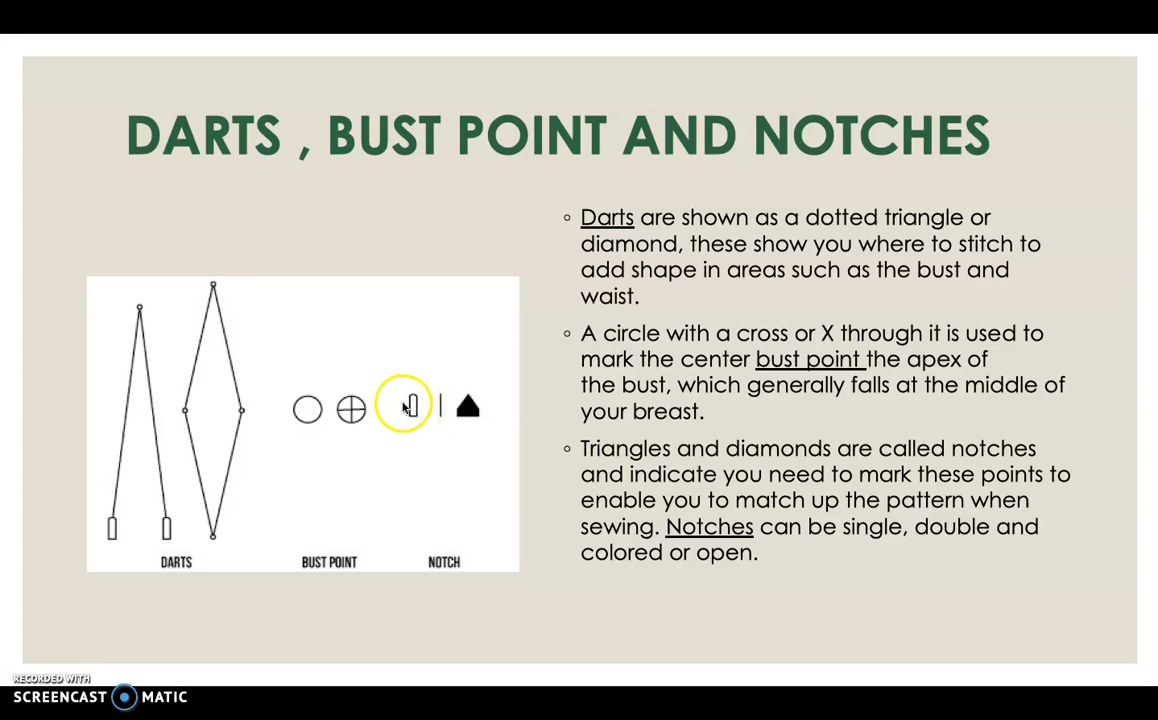 DARTS , BUST POINT AND NOTCHES
Darts are shown as a dotted triangle or
diamond, these show you where to stitch to
add shape in areas such as the bust and
waist.
A circle with a cross or X through it is used to
mark the center bust point the apex of
the bust, which generally falls at the middle of
your breast.
Triangles and diamonds are called notches
and indicate you need to mark these points to
enable you to match up the pattern when
sewing. Notches can be single, double and
colored or open.
DARTS
BUST POINT
NOTCH
RECORDED WITH
SCREENCAST MATIC